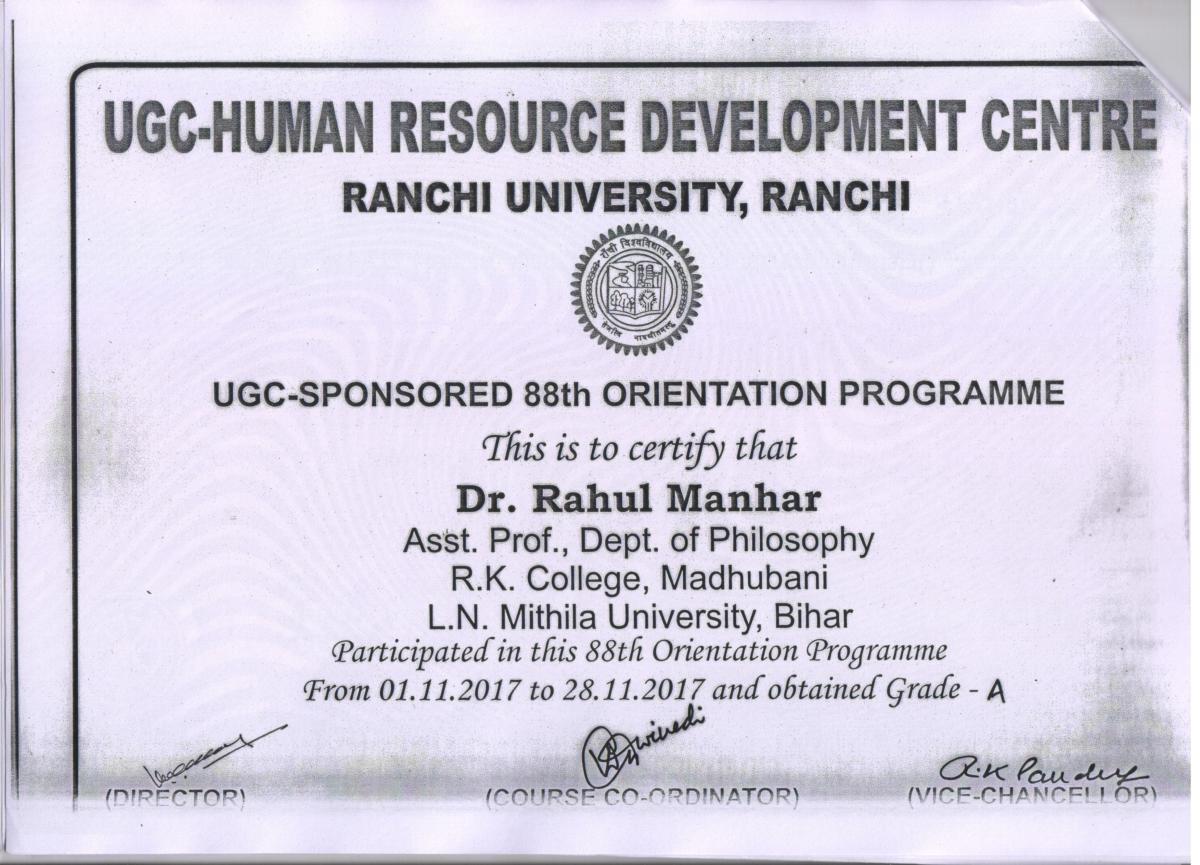 UGC-HUMAN RESOURCE DEVELOPMENT CENTRE
RANCHI UNIVERSITY, RANCHI
राँची विश्वविद्यालय
UGC-SPONSORED 88th ORIENTATION PROGRAMME
This is to certify that
Dr. Rahul Manhar
Asst. Prof., Dept. of Philosophy
R.K. College, Madhubani
L.N. Mithila University, Bihar
Participated in this 88th Orientation Programme
From 01.11.2017 to 28.11.2017 and obtained Grade - A
R.K Pandey
(DIRECTOR) (COURSE CO-ORDINATOR) (VICE-CHANCELLOR)